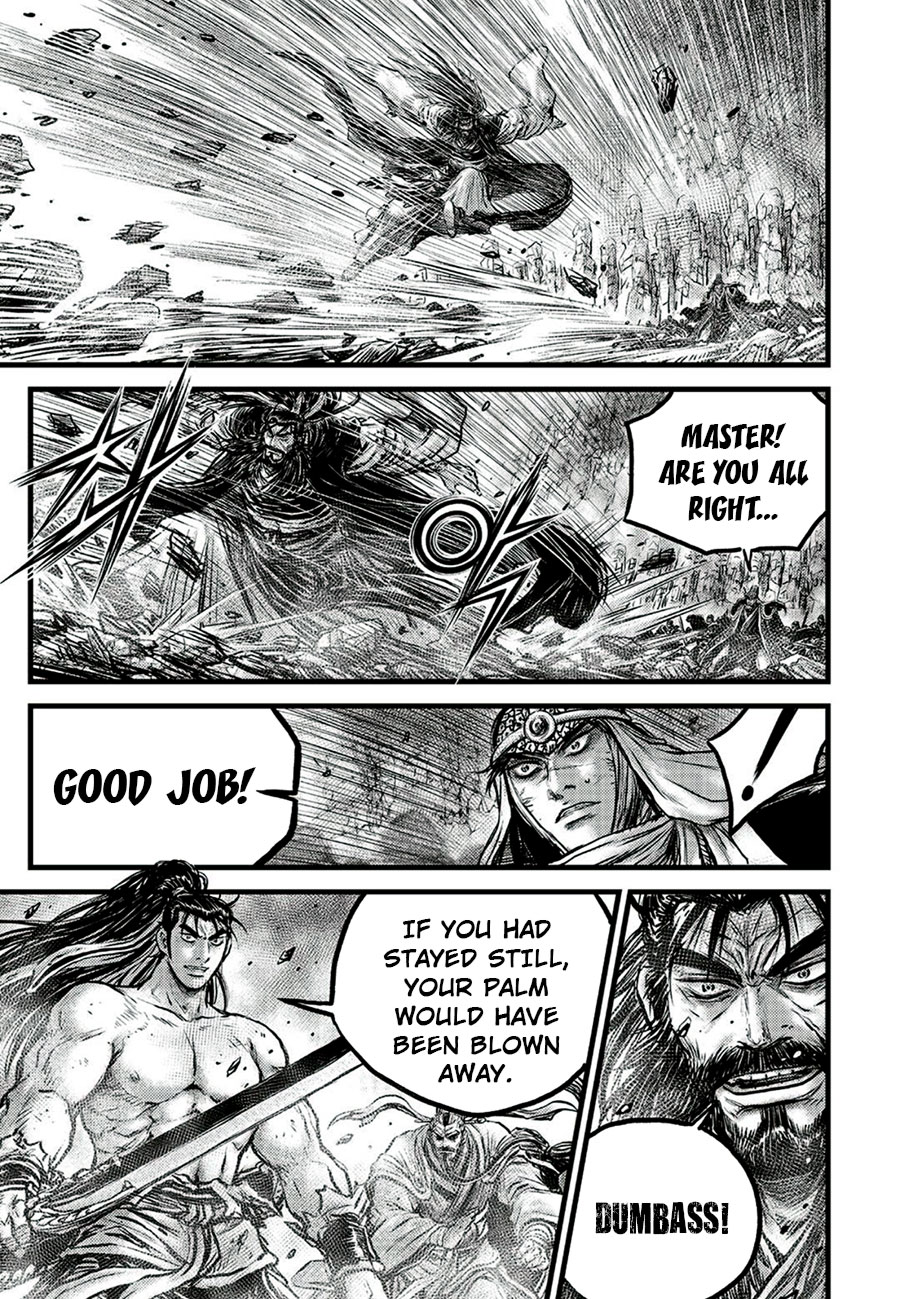 MASTER!
ARE YOU ALL
RIGHT...
GOOD JOB!
!
IF YOU HAD
STAYED STILL,
YOUR PALM
WOULD HAVE
BEEN BLOWN
AWAY.
DUMBASS!